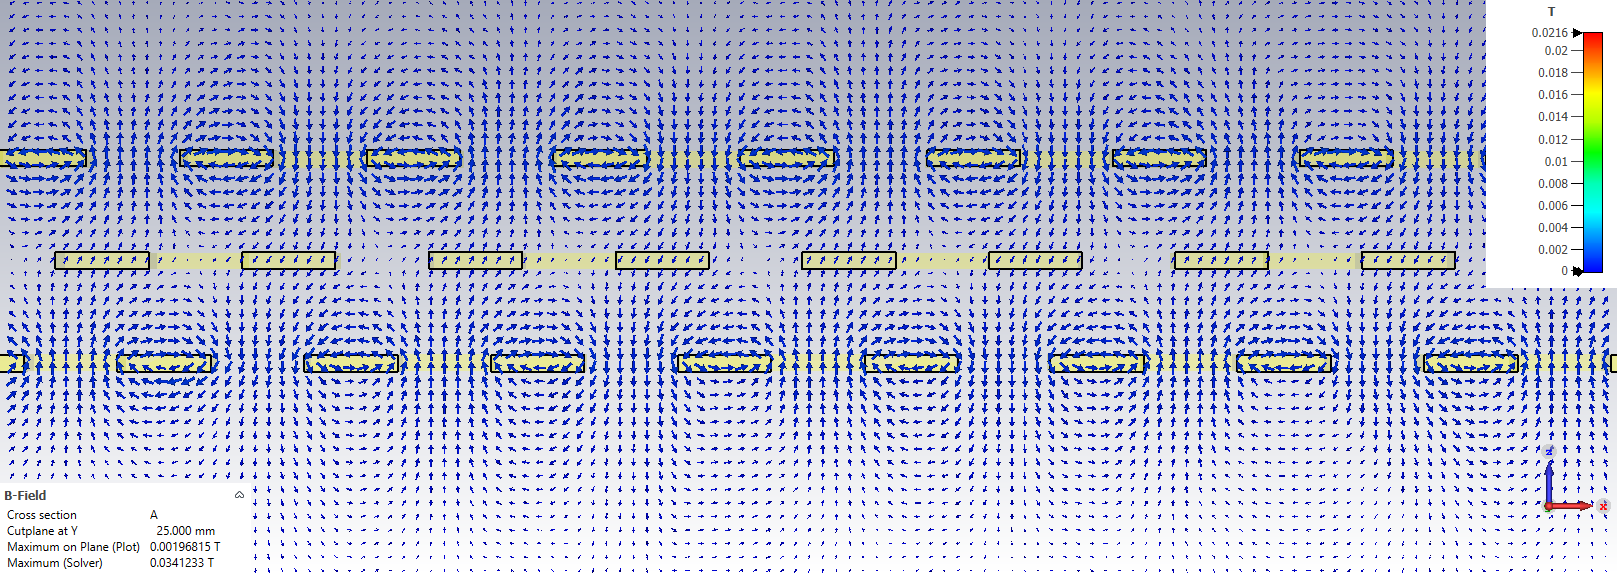 T
0.0216
0.02
0.018
0.016
0.014
0.012
0.01
0.008
0.006
0.004
0.002
0
z
x
B-Field
Cross section A
Cutplane at Y 25.000 mm
Maximum on Plane (Plot) 0.00196815 T
Maximum (Solver) 0.0341233 T